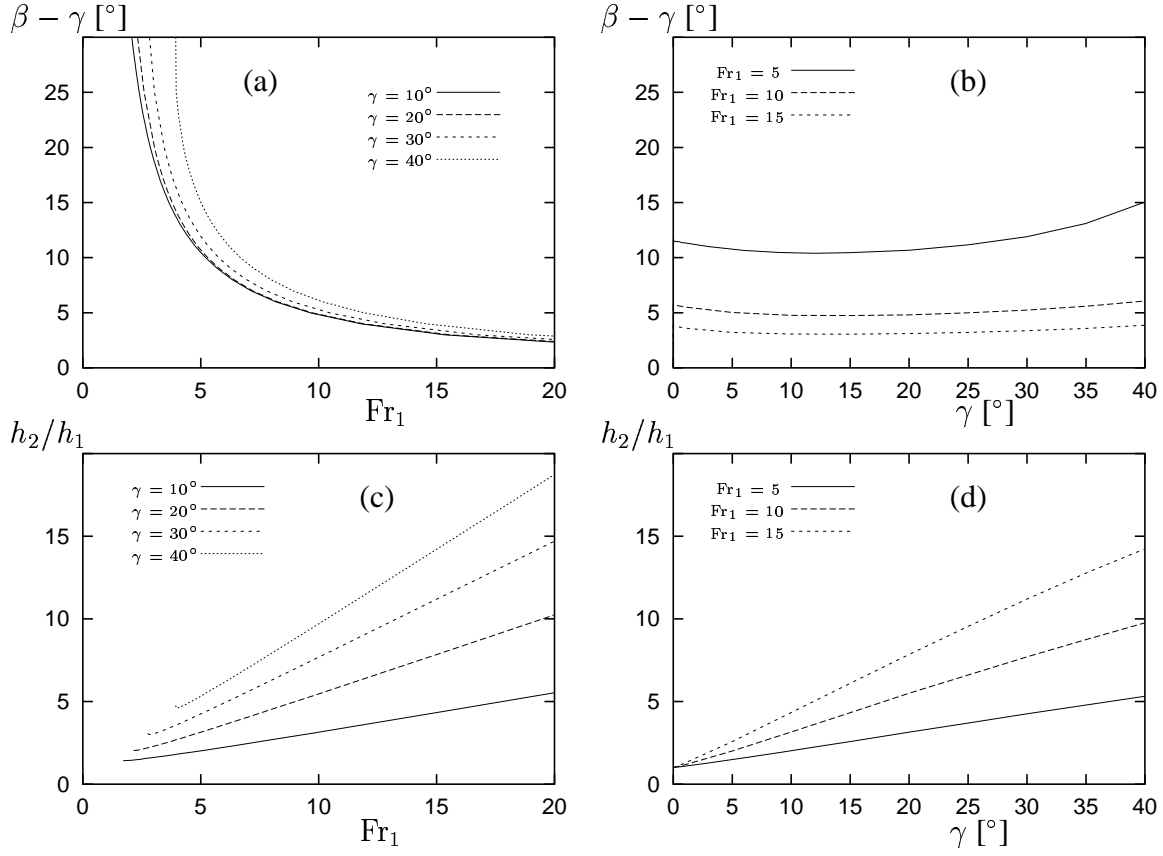 β − γ [°]
(a)
γ = 10°
γ = 20°
γ = 30°
γ = 40°
25
20
15
10
5
0
0 5 10 15 20
Fr₁
β − γ [°]
(b)
Fr₁ = 5
Fr₁ = 10
Fr₁ = 15
25
20
15
10
5
0
0 5 10 15 20 25 30 35 40
γ [°]
h₂/h₁
(c)
γ = 10°
γ = 20°
γ = 30°
γ = 40°
15
10
5
0
0 5 10 15 20
Fr₁
h₂/h₁
(d)
Fr₁ = 5
Fr₁ = 10
Fr₁ = 15
15
10
5
0
0 5 10 15 20 25 30 35 40
γ [°]